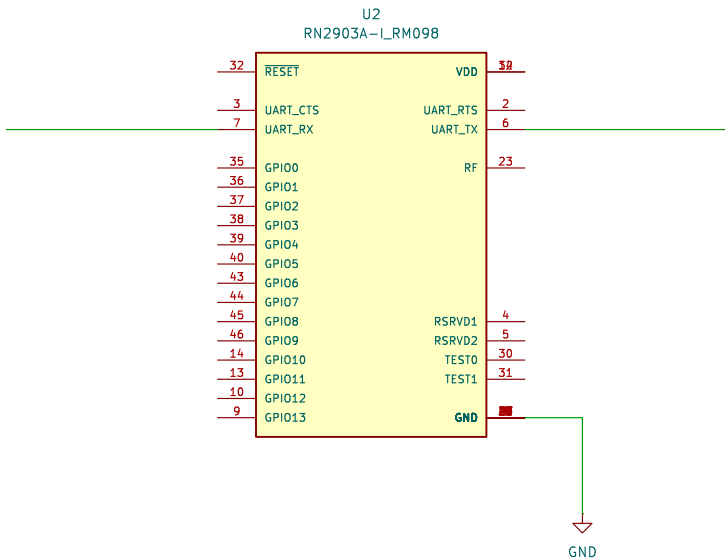 U2
RN2903A-I_RM098
32 RESET VDD
3 UART_CTS UART_RTS 2
7 UART_RX UART_TX 6
35 GPIO0 RF 23
36 GPIO1
37 GPIO2
38 GPIO3
39 GPIO4
40 GPIO5
43 GPIO6
44 GPIO7
45 GPIO8 RSRVD1 4
46 GPIO9 RSRVD2 5
14 GPIO10 TEST0 30
13 GPIO11 TEST1 31
10 GPIO12
9 GPIO13 GND
GND